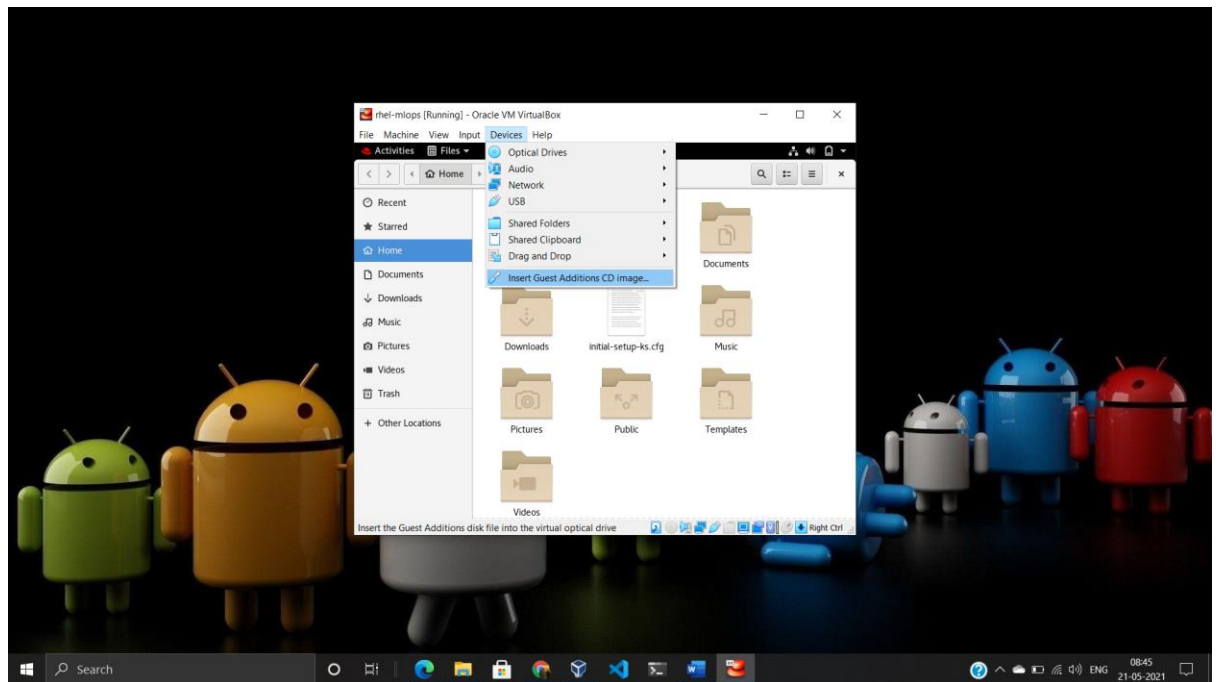 rhel-mlops [Running] - Oracle VM VirtualBox
File Machine View Input Devices Help
Activities Files
Home
Optical Drives
Audio
Network
USB
Shared Folders
Shared Clipboard
Drag and Drop
Insert Guest Additions CD image...
Recent
Starred
Home
Documents
Downloads
Music
Pictures
Videos
Trash
+ Other Locations
Documents
Downloads
initial-setup-ks.cfg
Music
Pictures
Public
Templates
Videos
Insert the Guest Additions disk file into the virtual optical drive
Right Ctrl
Search
ENG
08:45
21-05-2021